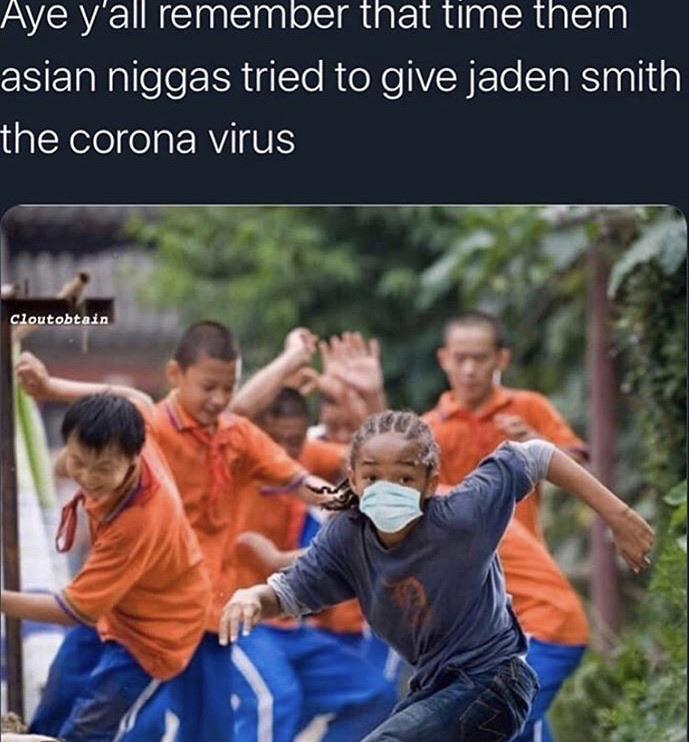 Aye y'all remember that time them
asian niggas tried to give jaden smith
the corona virus
Cloutobtain